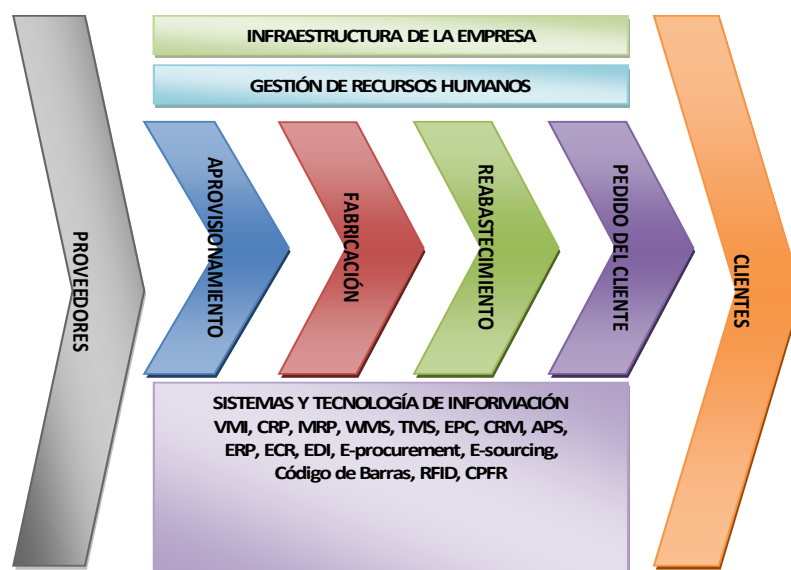 INFRAESTRUCTURA DE LA EMPRESA
GESTIÓN DE RECURSOS HUMANOS
PROVEEDORES
APROVISIONAMIENTO
FABRICACIÓN
REABASTECIMIENTO
PEDIDO DEL CLIENTE
CLIENTES
SISTEMAS Y TECNOLOGÍA DE INFORMACIÓN
VMI, CRP, MRP, WMS, TMS, EPC, CRM, APS,
ERP, ECR, EDI, E-procurement, E-sourcing,
Código de Barras, RFID, CPFR